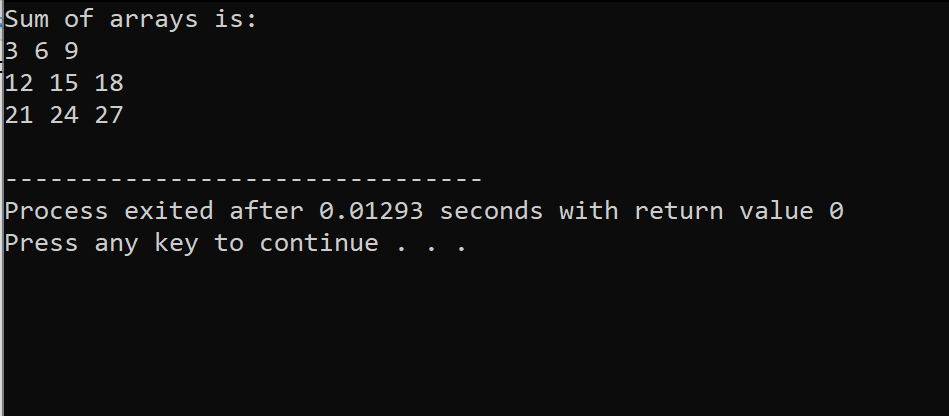 Sum of arrays is:
3 6 9
12 15 18
21 24 27
--------------------------------
Process exited after 0.01293 seconds with return value 0
Press any key to continue . . .